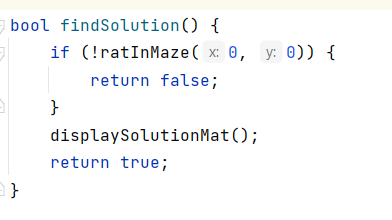 bool findSolution() {
    if (!ratInMaze( x: 0,  y: 0)) {
        return false;
    }
    displaySolutionMat();
    return true;
}